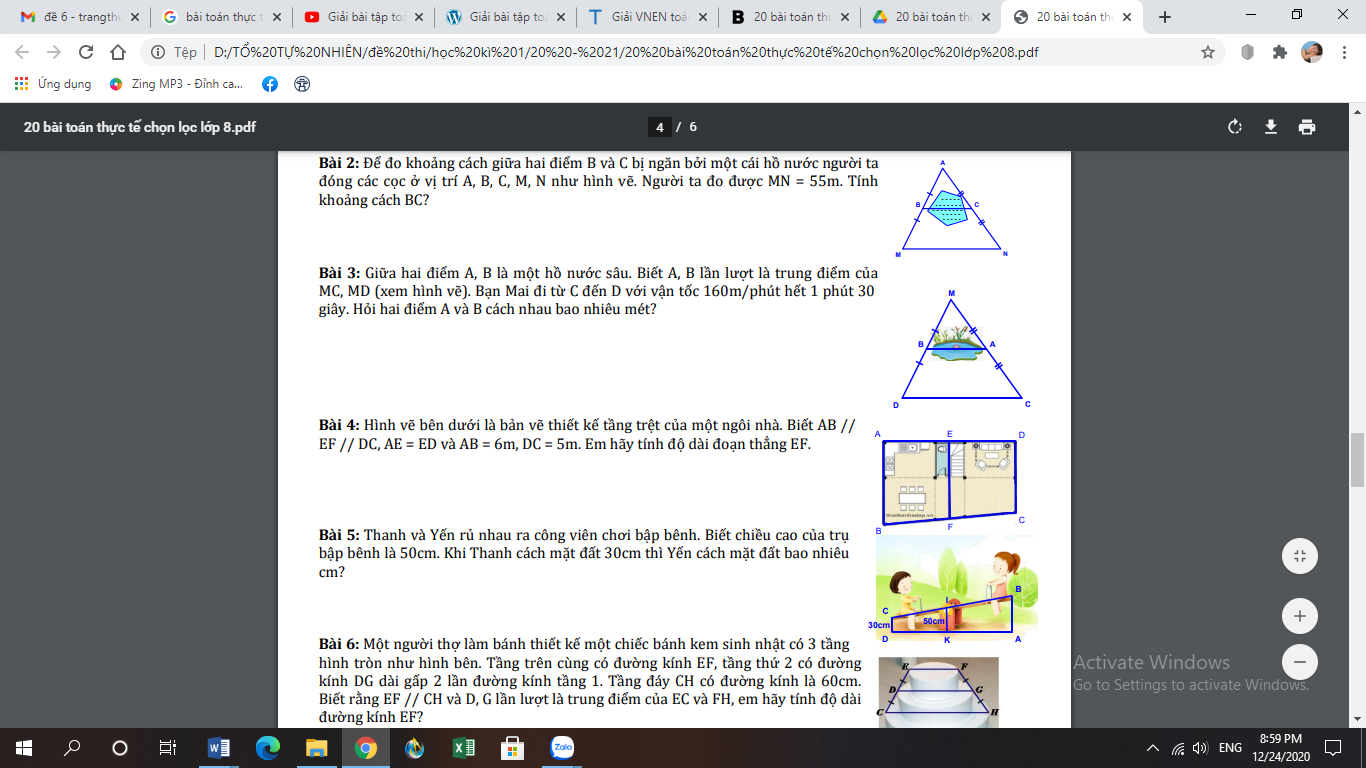 đề 6 - trangthu
bài toán thực t
Giải bài tập toá
Giải bài tập toá
Giải VNEN toán
20 bài toán thự
20 bài toán thự
20 bài toán thự
Tệp
D:/TỔ%20TỰ%20NHIÊN/đề%20thi/học%20kì%201/20%20-%2021/20%20bài%20toán%20thực%20tế%20chọn%20lọc%20lớp%208.pdf
Ứng dụng
Zing MP3 - Đỉnh ca...
20 bài toán thực tế chọn lọc lớp 8.pdf
4 / 6
Bài 2: Để đo khoảng cách giữa hai điểm B và C bị ngăn bởi một cái hồ nước người ta
đóng các cọc ở vị trí A, B, C, M, N như hình vẽ. Người ta đo được MN = 55m. Tính
khoảng cách BC?
A
B
C
M
N
Bài 3: Giữa hai điểm A, B là một hồ nước sâu. Biết A, B lần lượt là trung điểm của
MC, MD (xem hình vẽ). Bạn Mai đi từ C đến D với vận tốc 160m/phút hết 1 phút 30
giây. Hỏi hai điểm A và B cách nhau bao nhiêu mét?
M
B
A
D
C
Bài 4: Hình vẽ bên dưới là bản vẽ thiết kế tầng trệt của một ngôi nhà. Biết AB //
EF // DC, AE = ED và AB = 6m, DC = 5m. Em hãy tính độ dài đoạn thẳng EF.
A
E
D
B
F
C
Bài 5: Thanh và Yến rủ nhau ra công viên chơi bập bênh. Biết chiều cao của trụ
bập bênh là 50cm. Khi Thanh cách mặt đất 30cm thì Yến cách mặt đất bao nhiêu
cm?
B
I
C
30cm
50cm
D
K
A
Bài 6: Một người thợ làm bánh thiết kế một chiếc bánh kem sinh nhật có 3 tầng
hình tròn như hình bên. Tầng trên cùng có đường kính EF, tầng thứ 2 có đường
kính DG dài gấp 2 lần đường kính tầng 1. Tầng đáy CH có đường kính là 60cm.
Biết rằng EF // CH và D, G lần lượt là trung điểm của EC và FH, em hãy tính độ dài
đường kính EF?
E
F
D
G
C
H
Activate Windows
Go to Settings to activate Windows.
Zalo
ENG
8:59 PM
12/24/2020